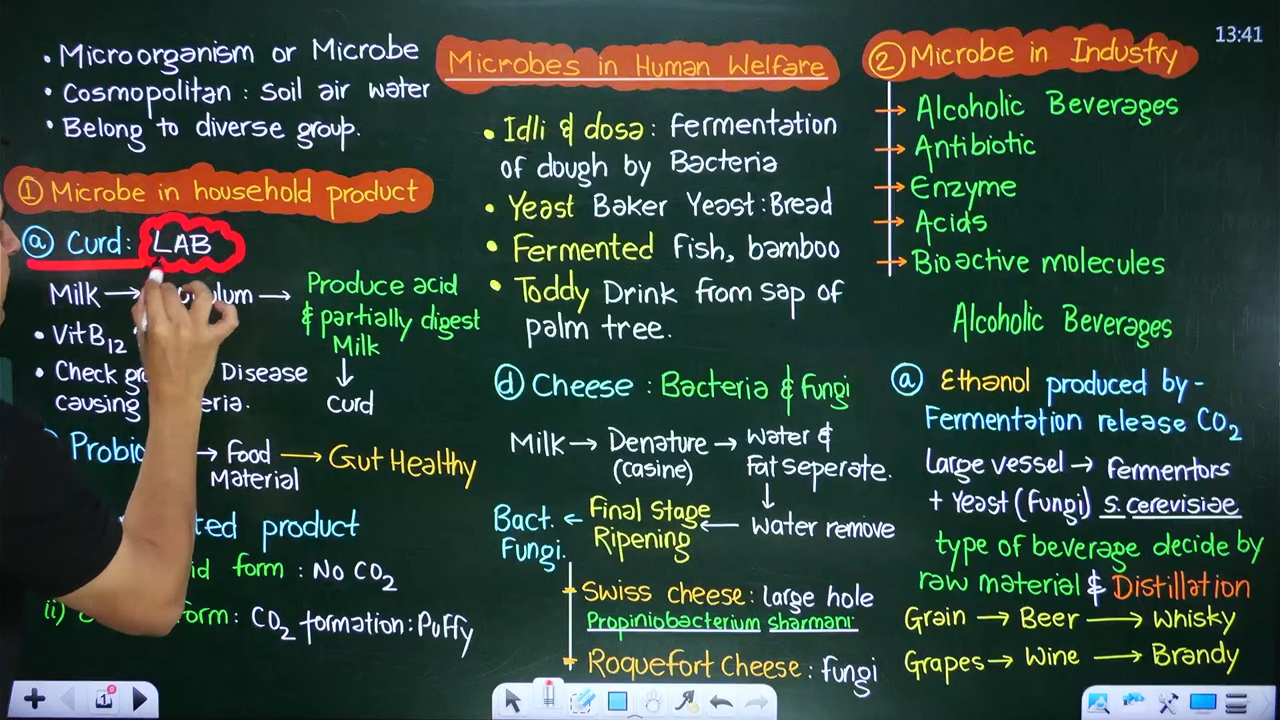 13:41
• Microorganism or Microbe
• Cosmopolitan : Soil air water
• Belong to diverse group.
① Microbe in household product
ⓐ Curd: LAB
Milk →
→ Produce acid
& partially digest
Milk
↓
Curd
• Vit B12
• Check Disease
causing
→ Food
Material
→ Gut Healthy
product
form : No CO2
ii) form : CO2 formation : Puffy
Microbes in Human Welfare
• Idli & dosa : Fermentation
of dough by Bacteria
• Yeast Baker Yeast : Bread
• Fermented Fish, bamboo
• Toddy Drink from sap of
palm tree.
ⓓ Cheese : Bacteria & Fungi
Milk → Denature → Water &
(casine) Fat seperate.
↓
Bact. ← Final Stage ← Water remove
Fungi. Ripening
Swiss cheese : Large hole
Propiniobacterium sharmani
Roquefort Cheese : fungi
② Microbe in Industry
→ Alcoholic Beverages
→ Antibiotic
→ Enzyme
→ Acids
→ Bioactive molecules
Alcoholic Beverages
ⓐ Ethanol produced by -
Fermentation release CO2
Large vessel → Fermentors
+ Yeast (Fungi) S. cerevisiae
type of beverage decide by
raw material & Distillation
Grain → Beer → Whisky
Grapes → Wine → Brandy
1